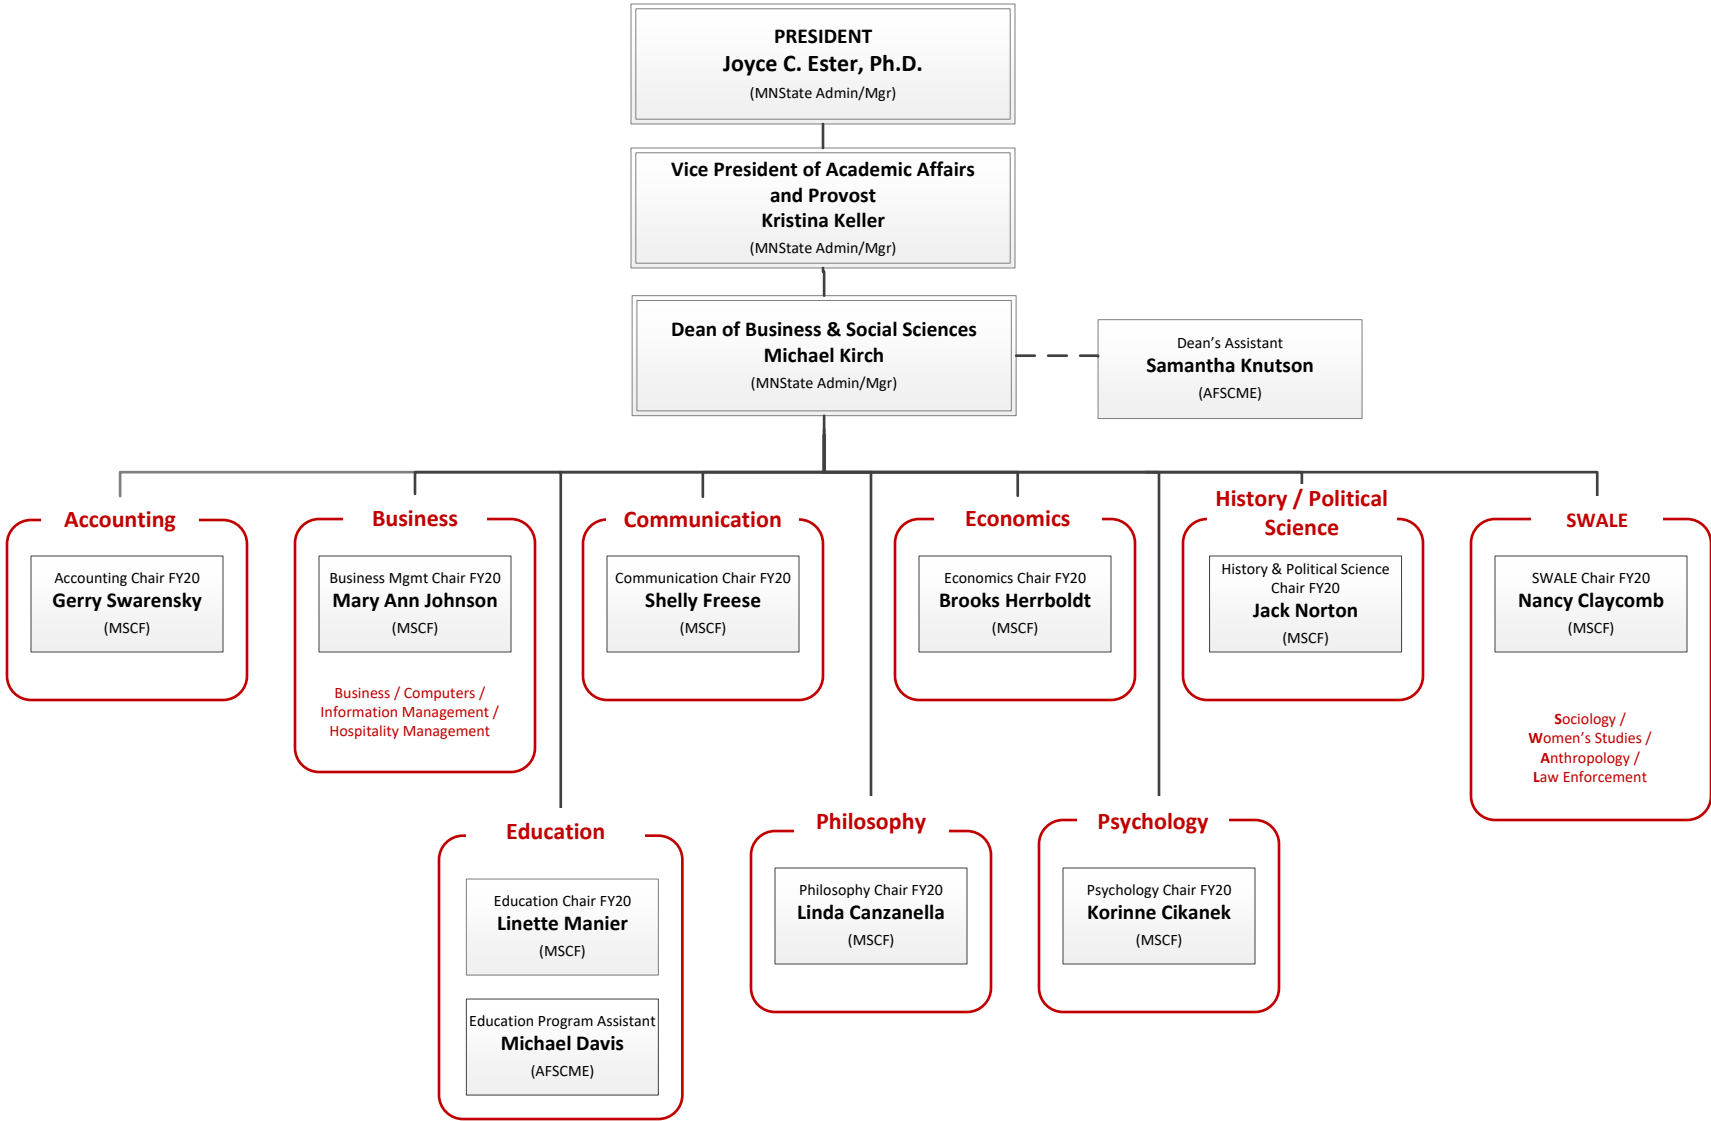 PRESIDENT
Joyce C. Ester, Ph.D.
(MNState Admin/Mgr)
Vice President of Academic Affairs
and Provost
Kristina Keller
(MNState Admin/Mgr)
Dean of Business & Social Sciences
Michael Kirch
(MNState Admin/Mgr)
Dean’s Assistant
Samantha Knutson
(AFSCME)
Accounting
Accounting Chair FY20
Gerry Swarensky
(MSCF)
Business
Business Mgmt Chair FY20
Mary Ann Johnson
(MSCF)
Business / Computers /
Information Management /
Hospitality Management
Communication
Communication Chair FY20
Shelly Freese
(MSCF)
Economics
Economics Chair FY20
Brooks Herrboldt
(MSCF)
History / Political
Science
History & Political Science
Chair FY20
Jack Norton
(MSCF)
SWALE
SWALE Chair FY20
Nancy Claycomb
(MSCF)
Sociology /
Women’s Studies /
Anthropology /
Law Enforcement
Education
Education Chair FY20
Linette Manier
(MSCF)
Education Program Assistant
Michael Davis
(AFSCME)
Philosophy
Philosophy Chair FY20
Linda Canzanella
(MSCF)
Psychology
Psychology Chair FY20
Korinne Cikanek
(MSCF)